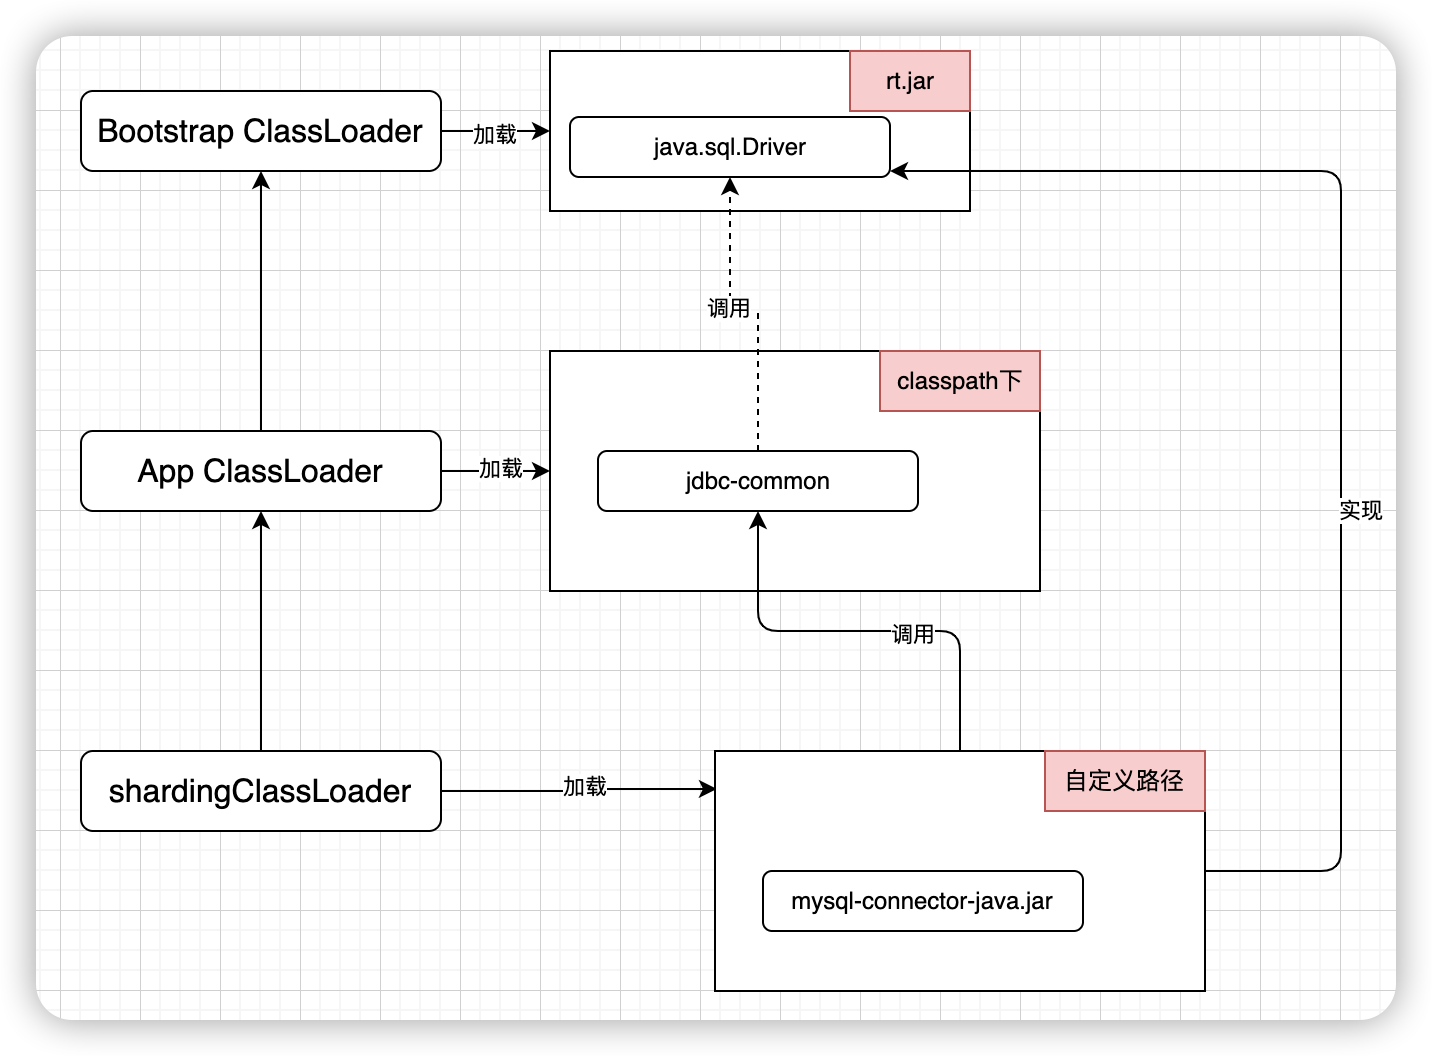 rt.jar
Bootstrap ClassLoader
加载
java.sql.Driver
调用
classpath下
App ClassLoader
加载
jdbc-common
实现
调用
shardingClassLoader
加载
自定义路径
mysql-connector-java.jar